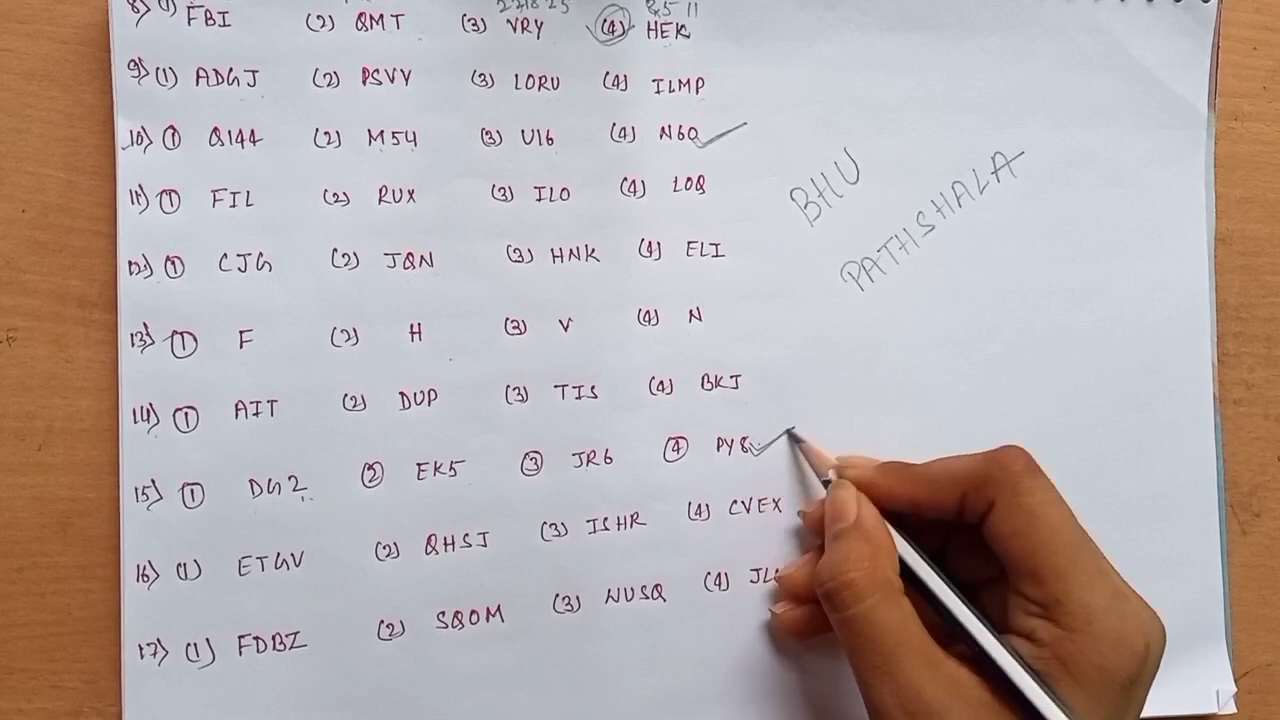 8) (1) FBI (2) QMT (3) VRY (4) HEK
9) (1) ADGJ (2) PSVY (3) LORU (4) ILMP
10) (1) Q144 (2) M54 (3) U16 (4) N60
11) (1) FIL (2) RUX (3) ILO (4) LOQ
12) (1) CJG (2) JQN (3) HNK (4) ELI
13) (1) F (2) H (3) V (4) N
14) (1) AIT (2) DUP (3) TIS (4) BKJ
15) (1) DG2 (2) EK5 (3) JR6 (4) PY8
16) (1) ETGV (2) QHSJ (3) ISHR (4) CVEX
17) (1) FDBZ (2) SQOM (3) NUSQ (4)
BHU
PATHSHALA